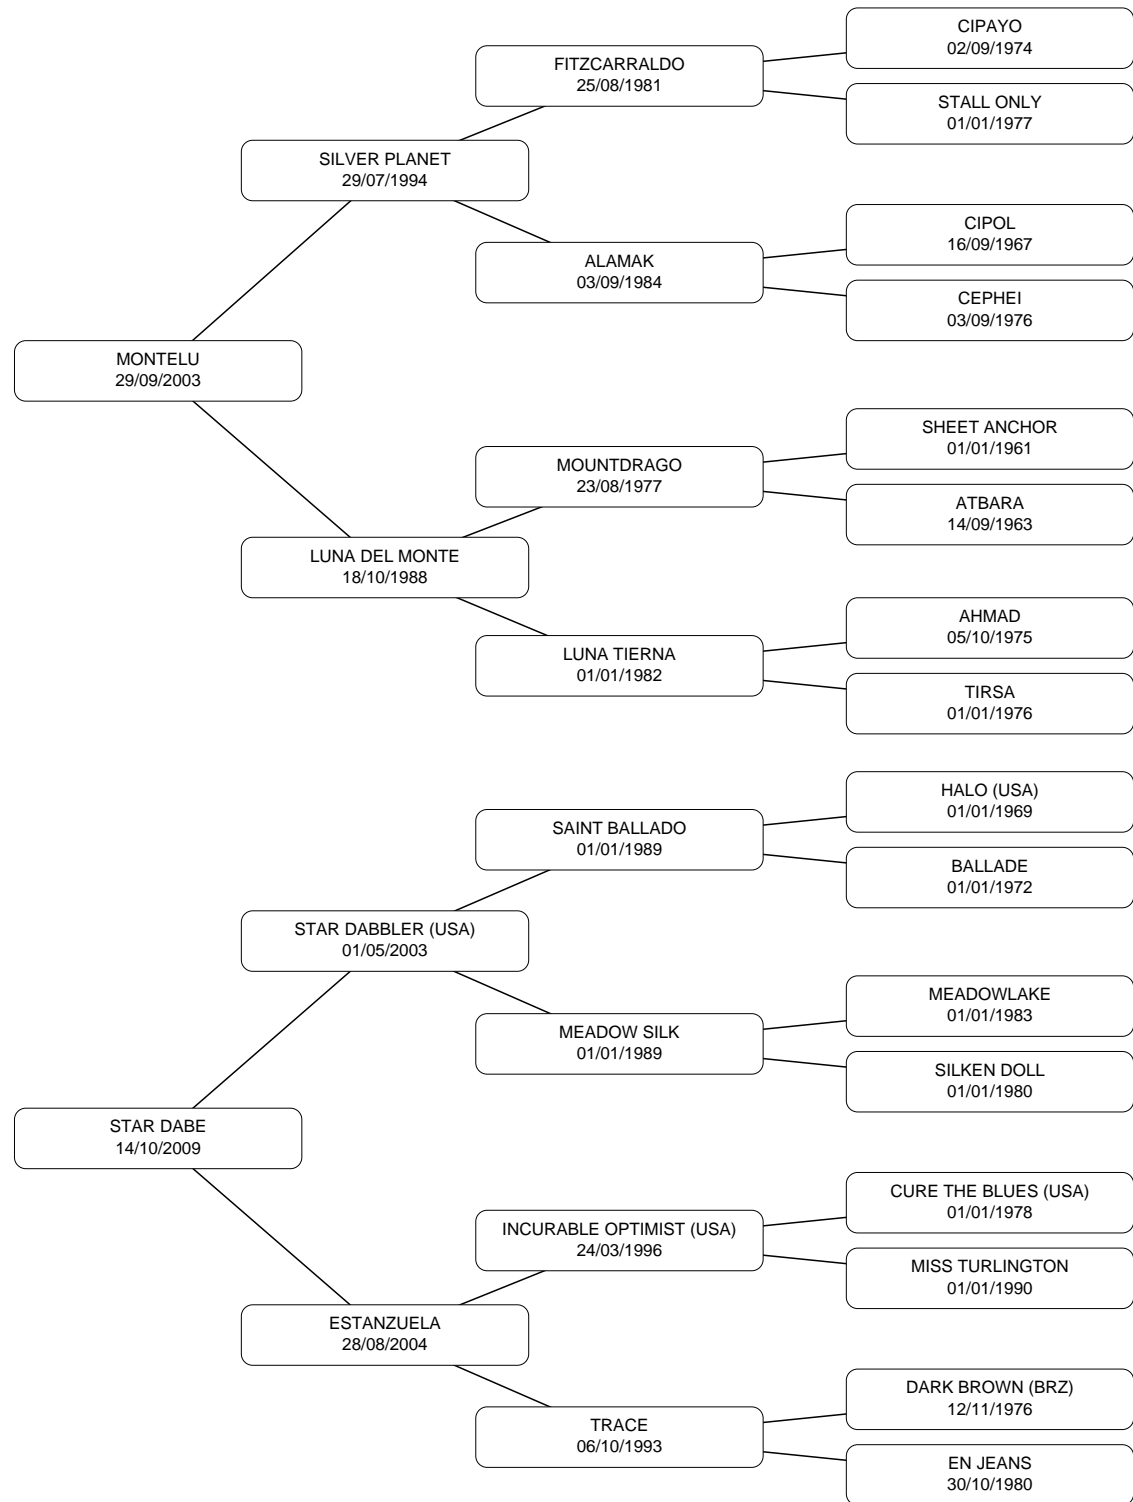 CIPAYO
02/09/1974
FITZCARRALDO
25/08/1981
STALL ONLY
01/01/1977
SILVER PLANET
29/07/1994
CIPOL
16/09/1967
ALAMAK
03/09/1984
CEPHEI
03/09/1976
MONTELU
29/09/2003
SHEET ANCHOR
01/01/1961
MOUNTDRAGO
23/08/1977
ATBARA
14/09/1963
LUNA DEL MONTE
18/10/1988
AHMAD
05/10/1975
LUNA TIERNA
01/01/1982
TIRSA
01/01/1976
HALO (USA)
01/01/1969
SAINT BALLADO
01/01/1989
BALLADE
01/01/1972
STAR DABBLER (USA)
01/05/2003
MEADOWLAKE
01/01/1983
MEADOW SILK
01/01/1989
SILKEN DOLL
01/01/1980
STAR DABE
14/10/2009
CURE THE BLUES (USA)
01/01/1978
INCURABLE OPTIMIST (USA)
24/03/1996
MISS TURLINGTON
01/01/1990
ESTANZUELA
28/08/2004
DARK BROWN (BRZ)
12/11/1976
TRACE
06/10/1993
EN JEANS
30/10/1980